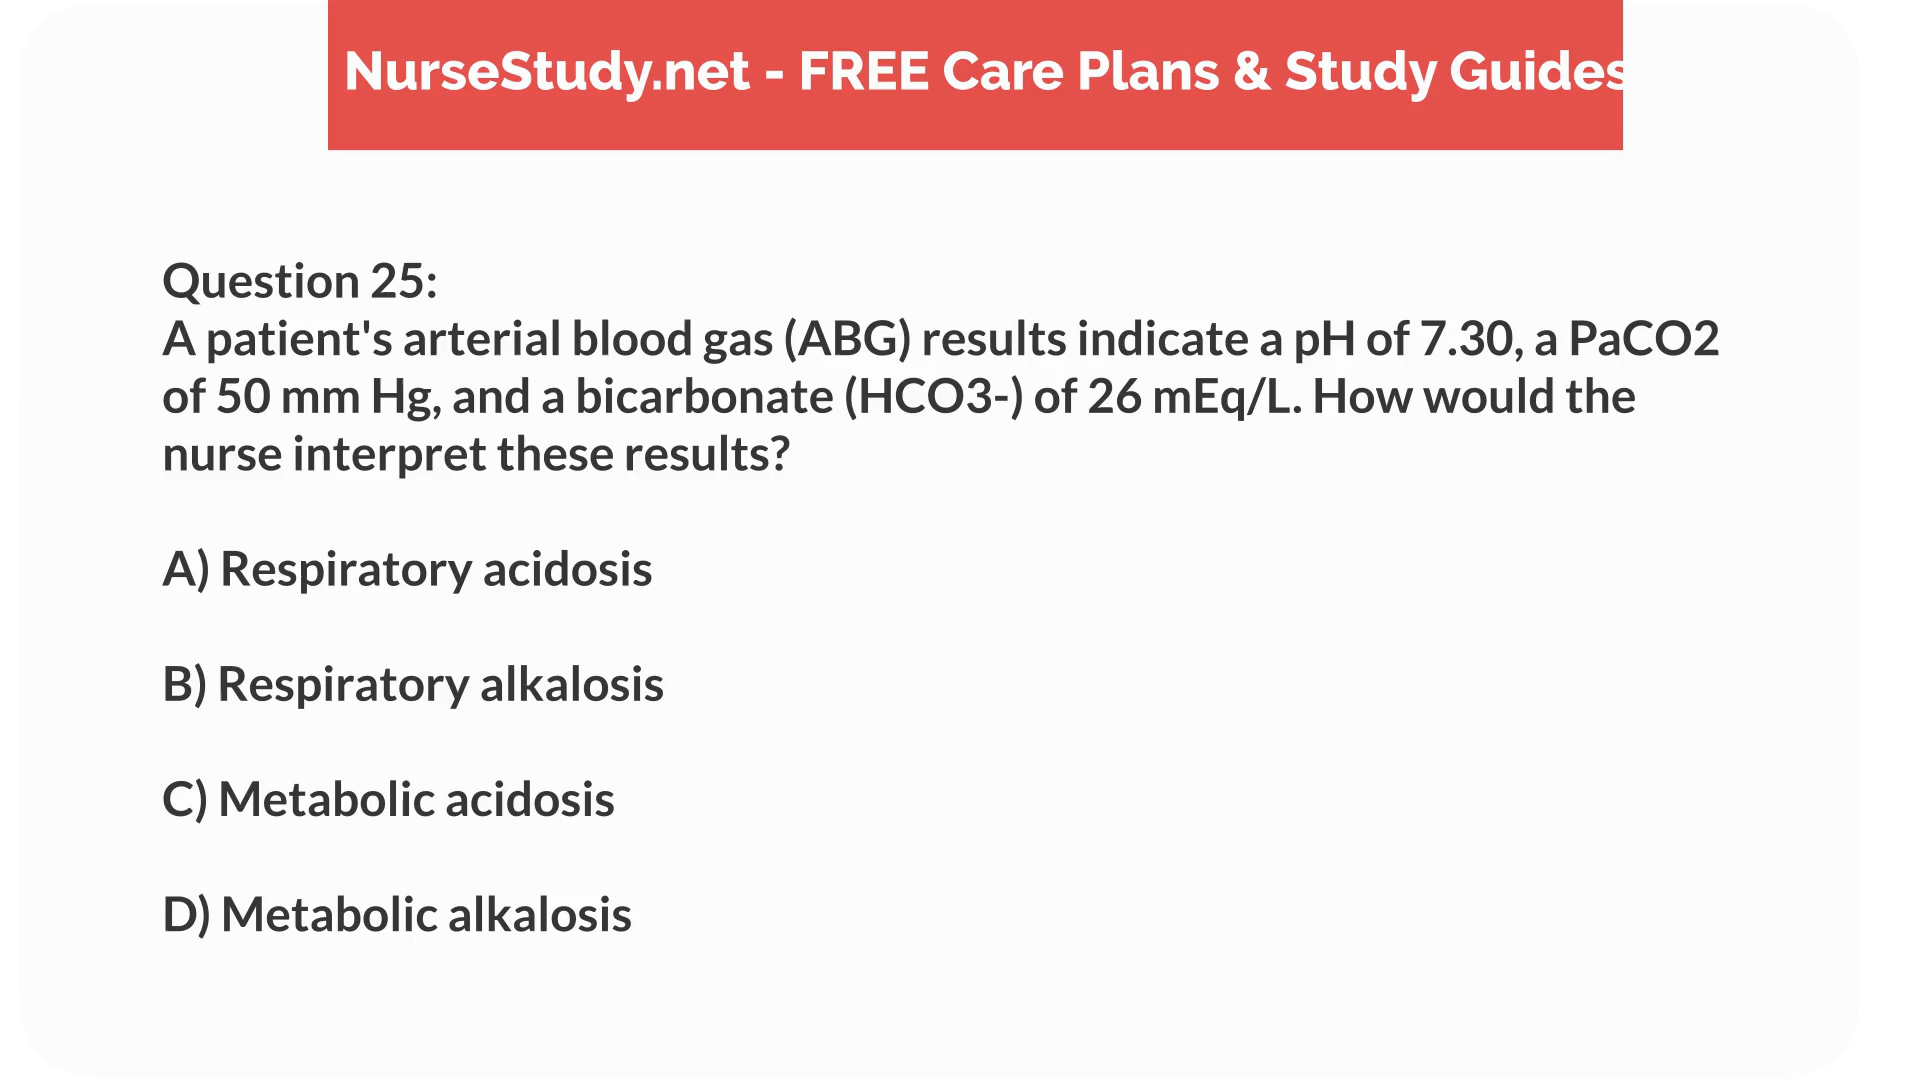 NurseStudy.net - FREE Care Plans & Study Guides
Question 25:
A patient's arterial blood gas (ABG) results indicate a pH of 7.30, a PaCO2
of 50 mm Hg, and a bicarbonate (HCO3-) of 26 mEq/L. How would the
nurse interpret these results?
A) Respiratory acidosis
B) Respiratory alkalosis
C) Metabolic acidosis
D) Metabolic alkalosis